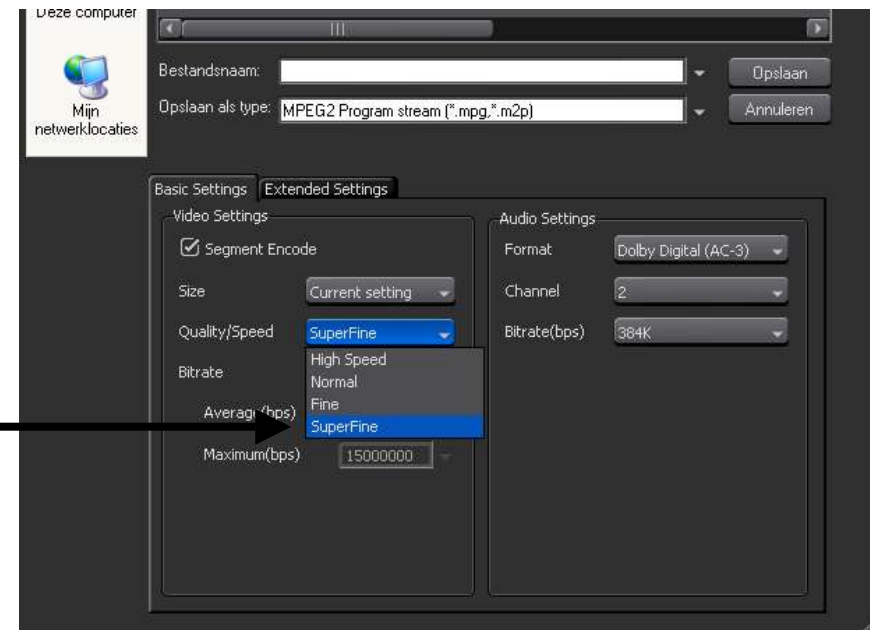 Deze computer
Mijn
netwerklocaties
Bestandsnaam:
Opslaan
Opslaan als type: MPEG2 Program stream (*.mpg,*.m2p)
Annuleren
Basic Settings Extended Settings
Video Settings
Segment Encode
Size Current setting
Quality/Speed SuperFine
High Speed
Normal
Fine
SuperFine
Bitrate
Average(bps)
Maximum(bps) 15000000
Audio Settings
Format Dolby Digital (AC-3)
Channel 2
Bitrate(bps) 384K